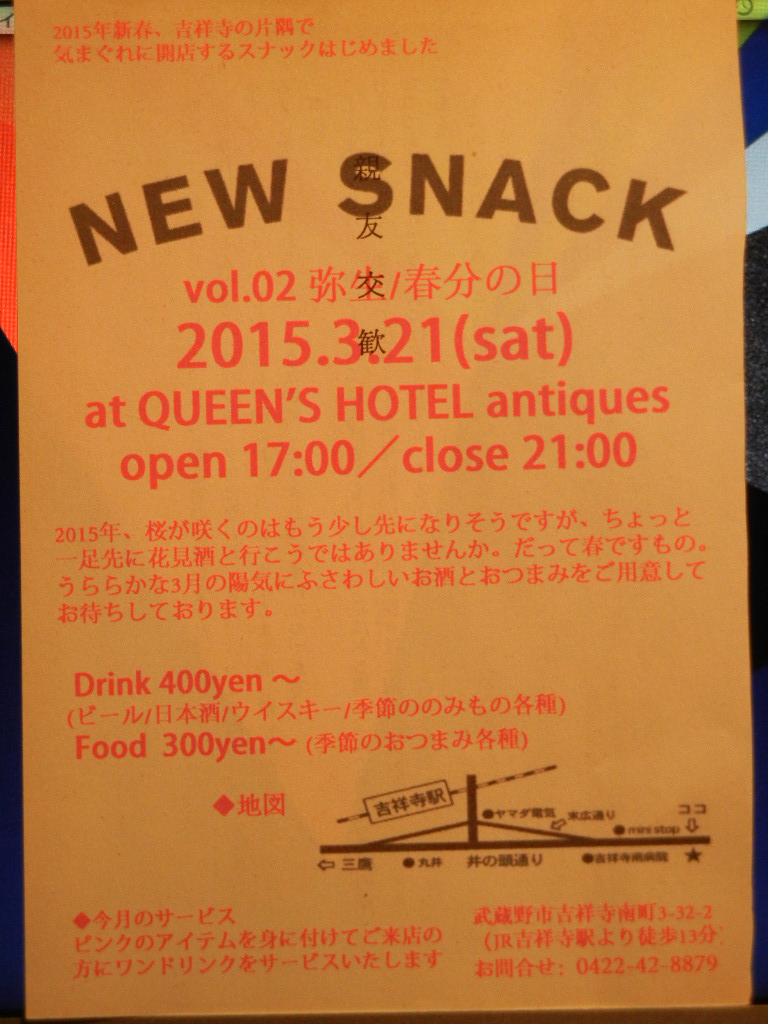 2015年新春、吉祥寺の片隅で
気まぐれに開店するスナックはじめました
NEW SNACK
親友交歓
vol.02 弥生/春分の日
2015.3.21(sat)
at QUEEN'S HOTEL antiques
open 17:00／close 21:00
2015年、桜が咲くのはもう少し先になりそうですが、ちょっと
一足先に花見酒と行こうではありませんか。だって春ですもの。
うららかな3月の陽気にふさわしいお酒とおつまみをご用意して
お待ちしております。
Drink 400yen ～
(ビール/日本酒/ウイスキー/季節ののみもの各種)
Food 300yen～ (季節のおつまみ各種)
◆地図
吉祥寺駅
●ヤマダ電気
末広通り
●mini stop
ココ
⇦ 三鷹
●丸井
井の頭通り
●吉祥寺南病院
★
◆今月のサービス
ピンクのアイテムを身に付けてご来店の
方にワンドリンクをサービスいたします
武蔵野市吉祥寺南町3-32-2
（JR吉祥寺駅より徒歩13分
お問合せ：0422-42-8879